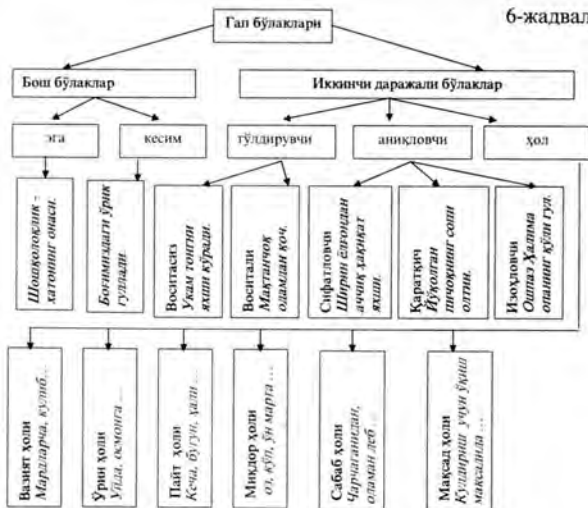 6-жадвал
Гап бўлаклари
Бош бўлаклар
Иккинчи даражали бўлаклар
эга
кесим
тўлдирувчи
аниқловчи
ҳол
Шошқолоқлик -
хатонинг онаси.
Боғимиздаги ўрик
гуллади.
Воситасиз
Укам тонгни
яхши кўради.
Воситали
Мақтанчоқ
одамдан қоч.
Сифатловчи
Ширин ёлғондан
аччиқ ҳақиқат
яхши.
Қаратқич
Йўқолган
пичоқнинг сопи
олтин.
Изоҳловчи
Ошпаз Ҳалима
опанинг қўли гул.
Вазият ҳоли
Мардларча, кулиб...
Ўрин ҳоли
Уйда, осмонга ...
Пайт ҳоли
Кеча, бугун, ҳали ...
Миқдор ҳоли
оз, кўп, ўн марта ...
Сабаб ҳоли
Чарчаганидан,
оламан деб ...
Мақсад ҳоли
Кулдириш учун ўқиш
мақсадида ...